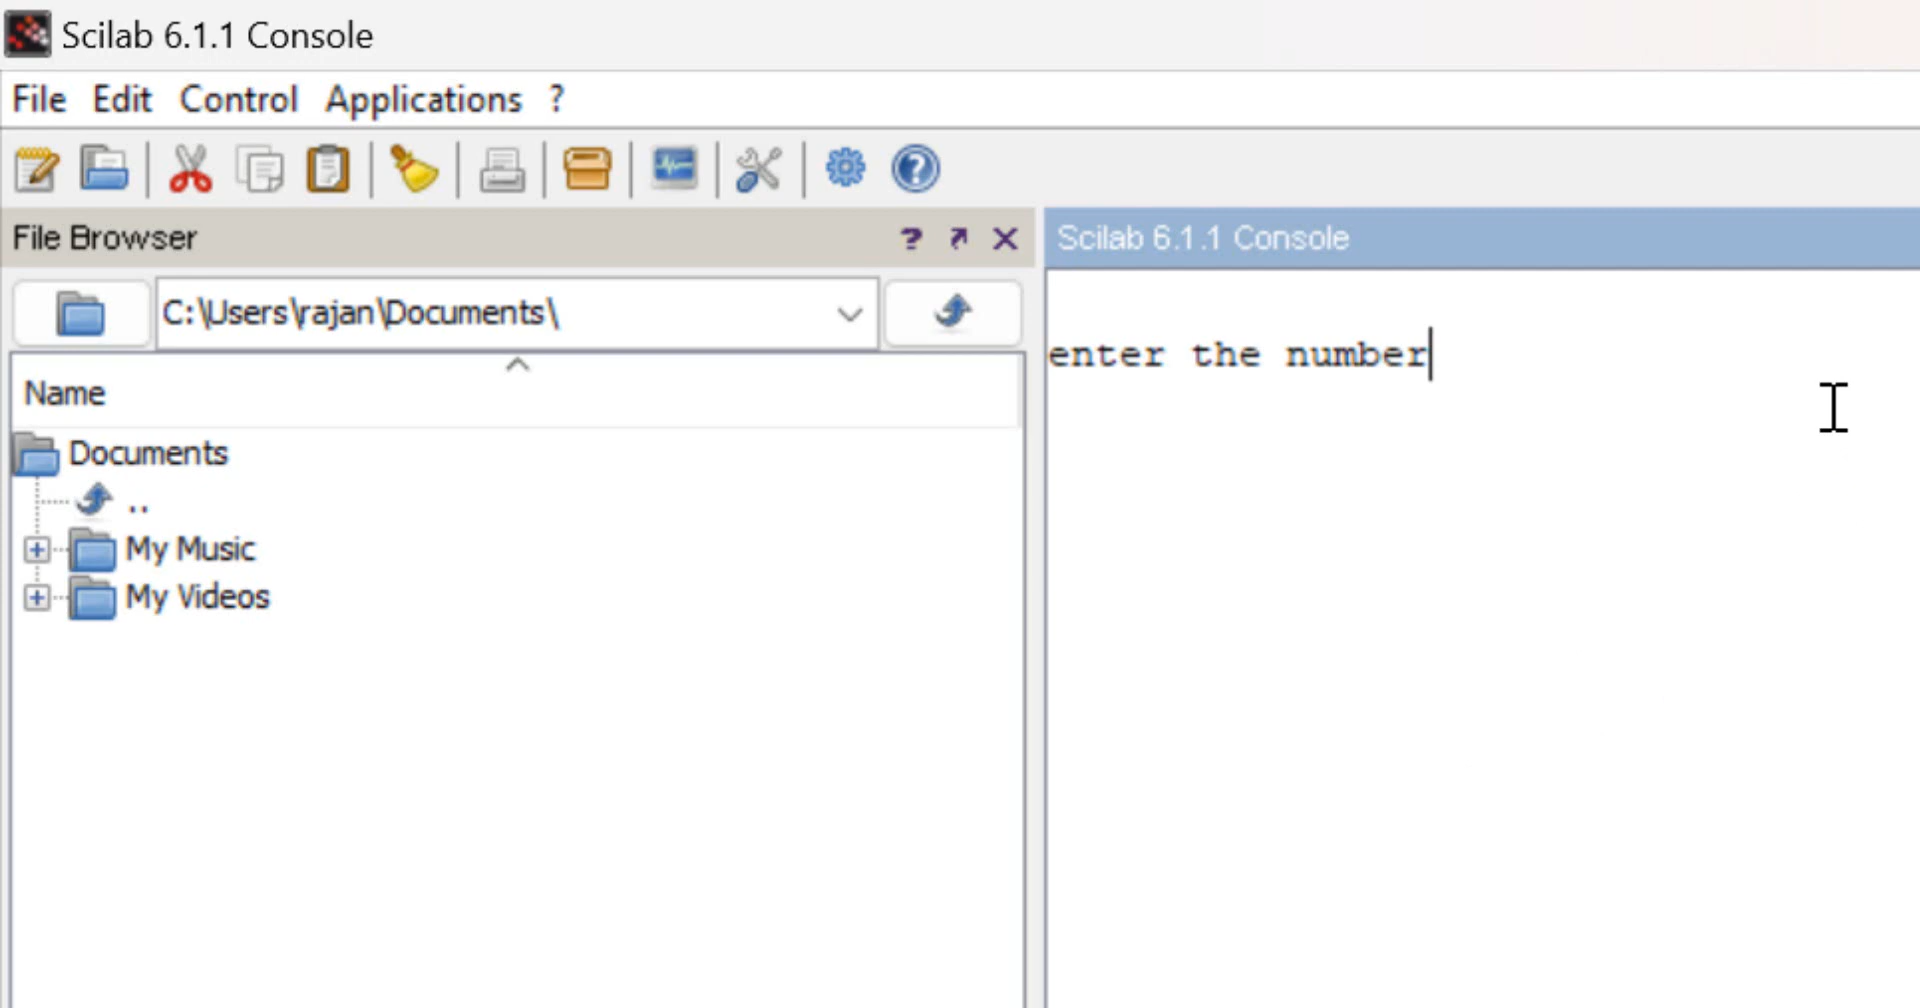 Scilab 6.1.1 Console
File Edit Control Applications ?
File Browser
C:\Users\rajan\Documents\
Name
Documents
..
My Music
My Videos
Scilab 6.1.1 Console
enter the number